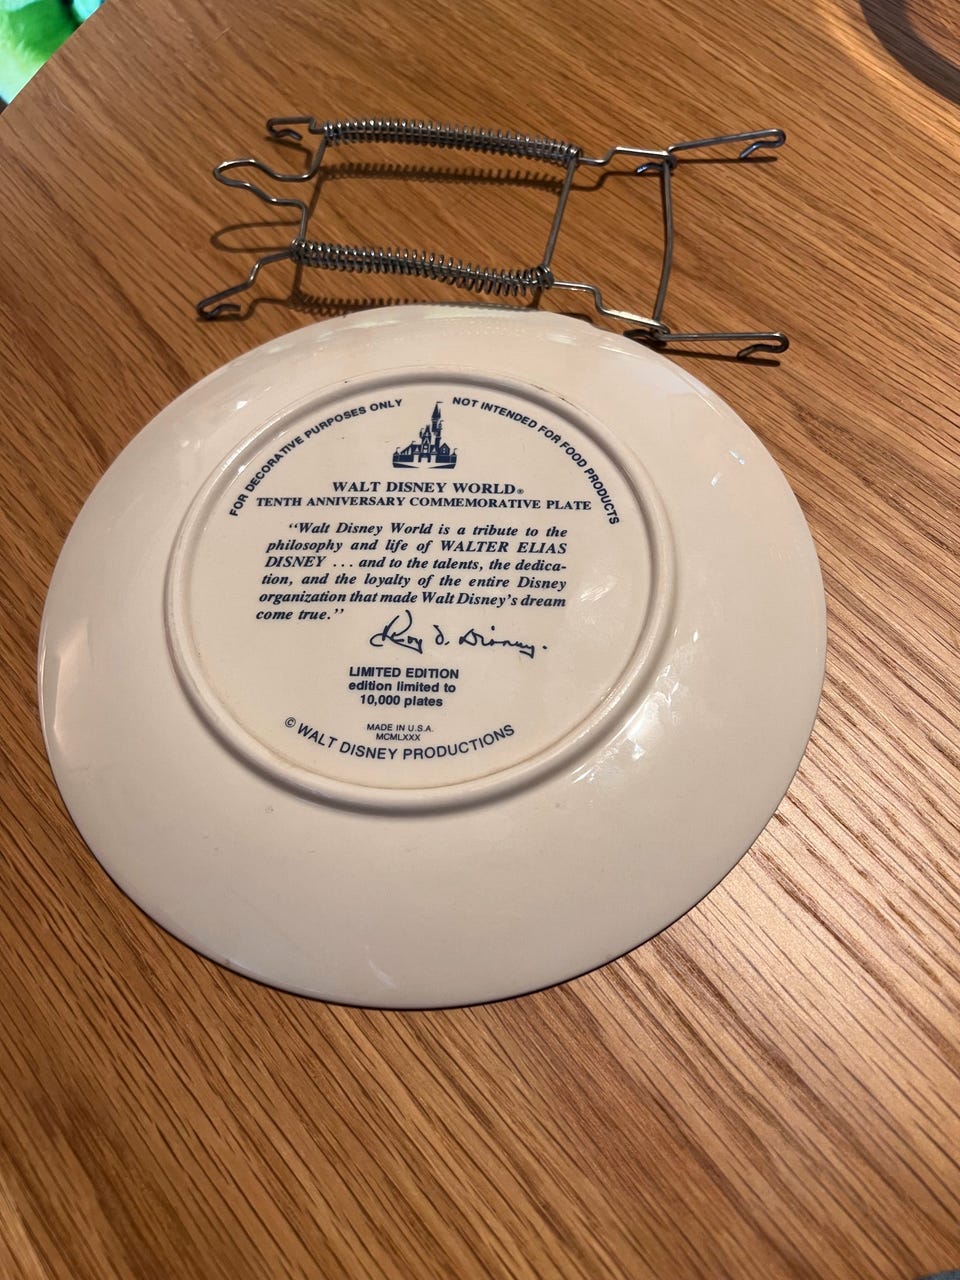 FOR DECORATIVE PURPOSES ONLY
NOT INTENDED FOR FOOD PRODUCTS
WALT DISNEY WORLD®
TENTH ANNIVERSARY COMMEMORATIVE PLATE
“Walt Disney World is a tribute to the
philosophy and life of WALTER ELIAS
DISNEY ... and to the talents, the dedica-
tion, and the loyalty of the entire Disney
organization that made Walt Disney’s dream
come true.”
Roy O. Disney.
LIMITED EDITION
edition limited to
10,000 plates
MADE IN U.S.A.
MCMLXXX
© WALT DISNEY PRODUCTIONS